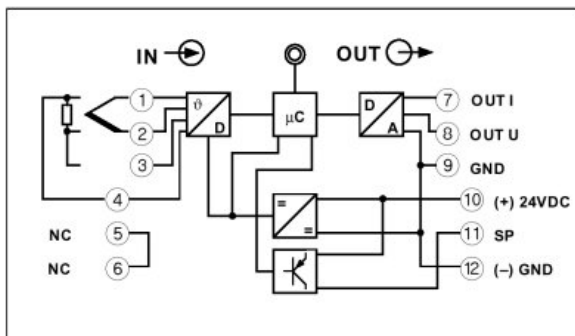 IN OUT
1 ϑ D µC D A 7 OUT I
2 8 OUT U
3 9 GND
4 = = 10 (+) 24VDC
NC 5 11 SP
NC 6 12 (–) GND